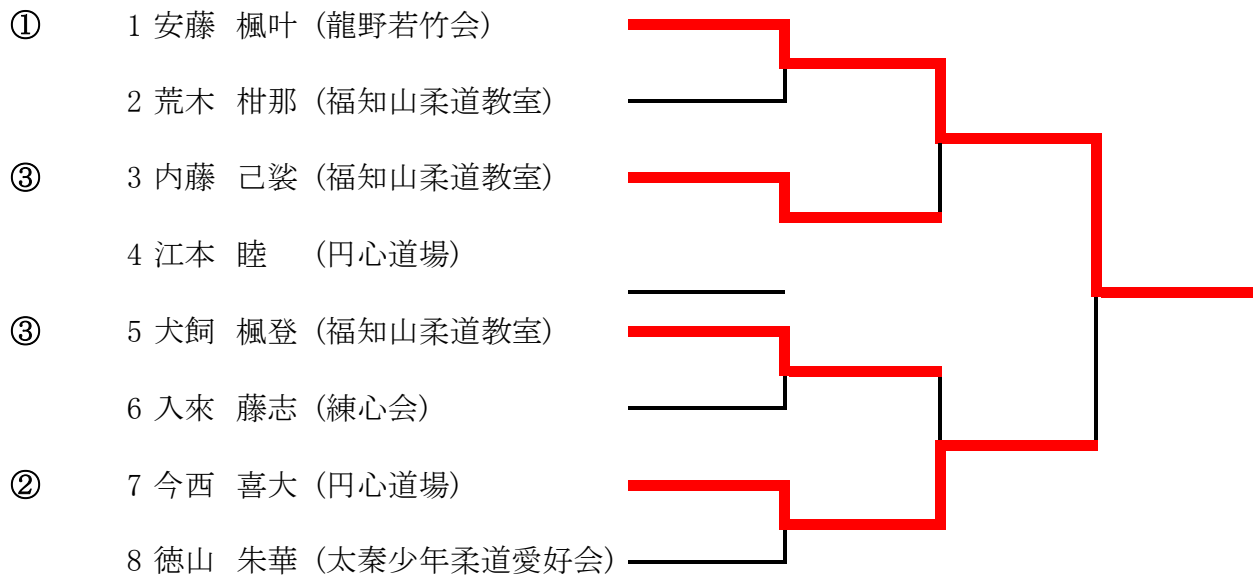 ① 1 安藤 楓叶 (龍野若竹会)
2 荒木 柑那 (福知山柔道教室)
③ 3 内藤 己裟 (福知山柔道教室)
4 江本 睦 (円心道場)
③ 5 犬飼 楓登 (福知山柔道教室)
6 入來 藤志 (練心会)
② 7 今西 喜大 (円心道場)
8 徳山 朱華 (太秦少年柔道愛好会)